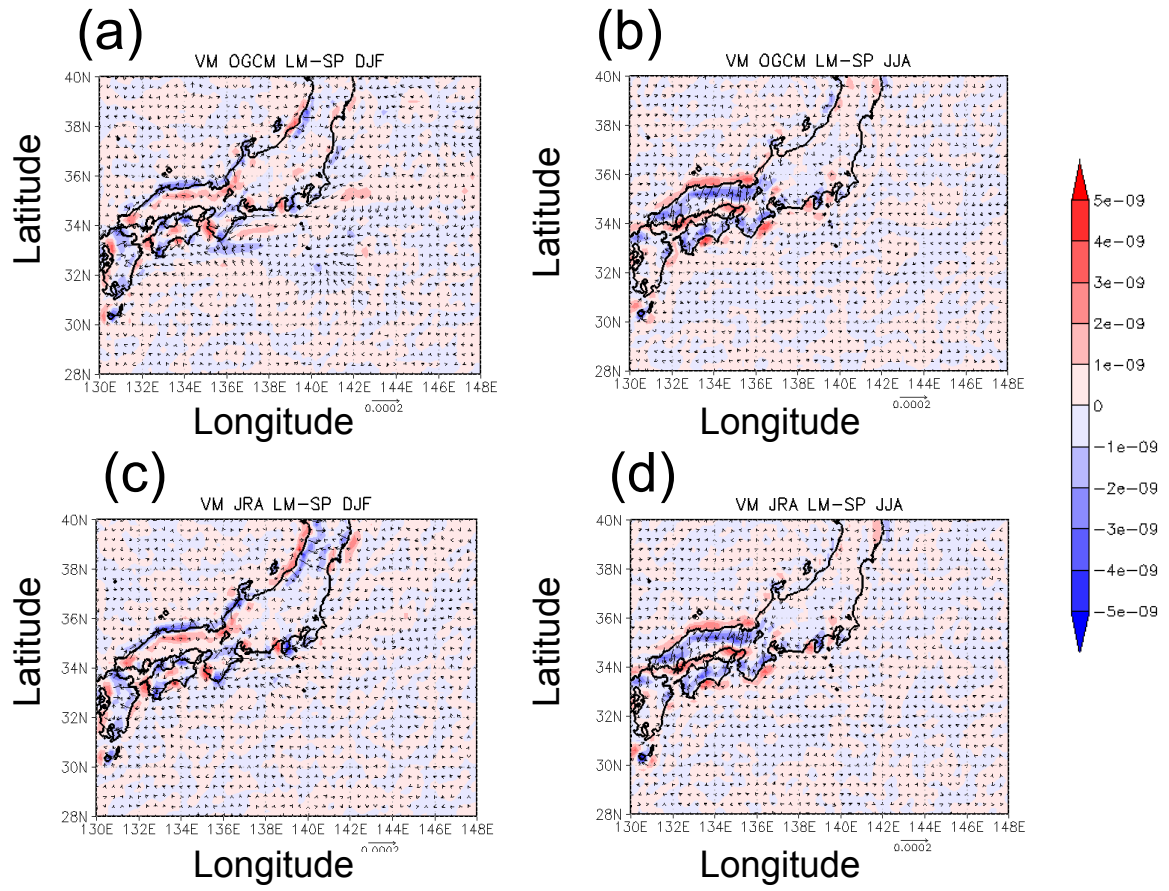 (a)
VM OGCM LM-SP DJF
Latitude
40N
38N
36N
34N
32N
30N
28N
130E 132E 134E 136E 138E 140E 142E 144E 146E 148E
Longitude
0.0002
(b)
VM OGCM LM-SP JJA
Latitude
40N
38N
36N
34N
32N
30N
28N
130E 132E 134E 136E 138E 140E 142E 144E 146E 148E
Longitude
0.0002
5e-09
4e-09
3e-09
2e-09
1e-09
0
-1e-09
-2e-09
-3e-09
-4e-09
-5e-09
(c)
VM JRA LM-SP DJF
Latitude
40N
38N
36N
34N
32N
30N
28N
130E 132E 134E 136E 138E 140E 142E 144E 146E 148E
Longitude
0.0002
(d)
VM JRA LM-SP JJA
Latitude
40N
38N
36N
34N
32N
30N
28N
130E 132E 134E 136E 138E 140E 142E 144E 146E 148E
Longitude
0.0002